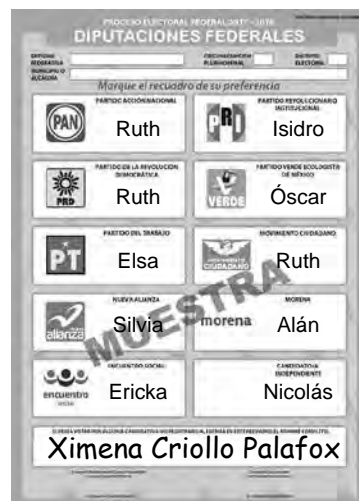 PROCESO ELECTORAL FEDERAL 2017 - 2018
DIPUTACIONES FEDERALES
ENTIDAD FEDERATIVA
CIRCUNSCRIPCIÓN PLURINOMINAL
DISTRITO ELECTORAL
MUNICIPIO O ALCALDÍA
Marque el recuadro de su preferencia
PARTIDO ACCIÓN NACIONAL
PAN
Ruth
PARTIDO REVOLUCIONARIO INSTITUCIONAL
PRI
Isidro
PARTIDO DE LA REVOLUCIÓN DEMOCRÁTICA
PRD
Ruth
PARTIDO VERDE ECOLOGISTA DE MÉXICO
VERDE
Óscar
PARTIDO DEL TRABAJO
PT
Elsa
MOVIMIENTO CIUDADANO
MOVIMIENTO CIUDADANO
Ruth
NUEVA ALIANZA
alianza
Silvia
MORENA
morena
Alán
ENCUENTRO SOCIAL
encuentro social
Ericka
CANDIDATO/A INDEPENDIENTE
Nicolás
MUESTRA
Ximena Criollo Palafox